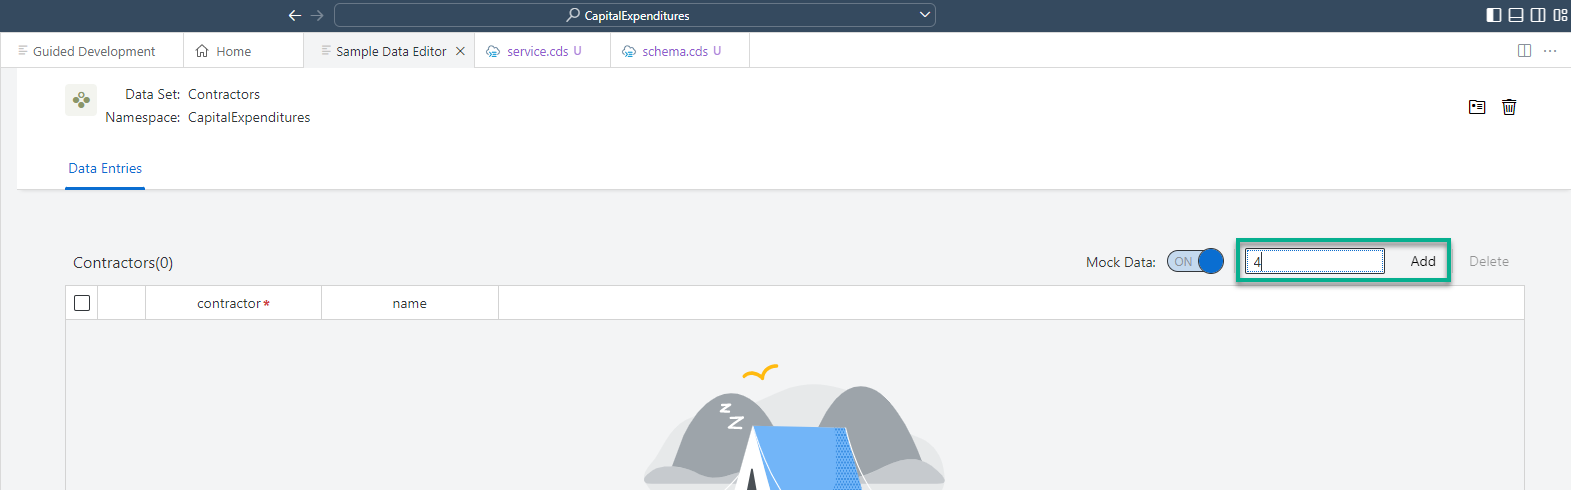 CapitalExpenditures
Guided Development
Home
Sample Data Editor
service.cds U
schema.cds U
Data Set: Contractors
Namespace: CapitalExpenditures
Data Entries
Contractors(0)
Mock Data: ON 4 Add Delete
contractor* name
z
Z